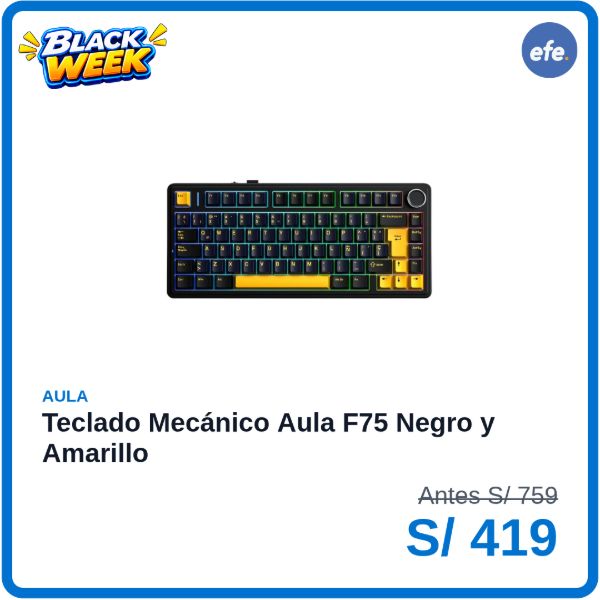 BLACK
WEEK
efe.
AULA
Teclado Mecánico Aula F75 Negro y
Amarillo
Antes S/ 759
S/ 419